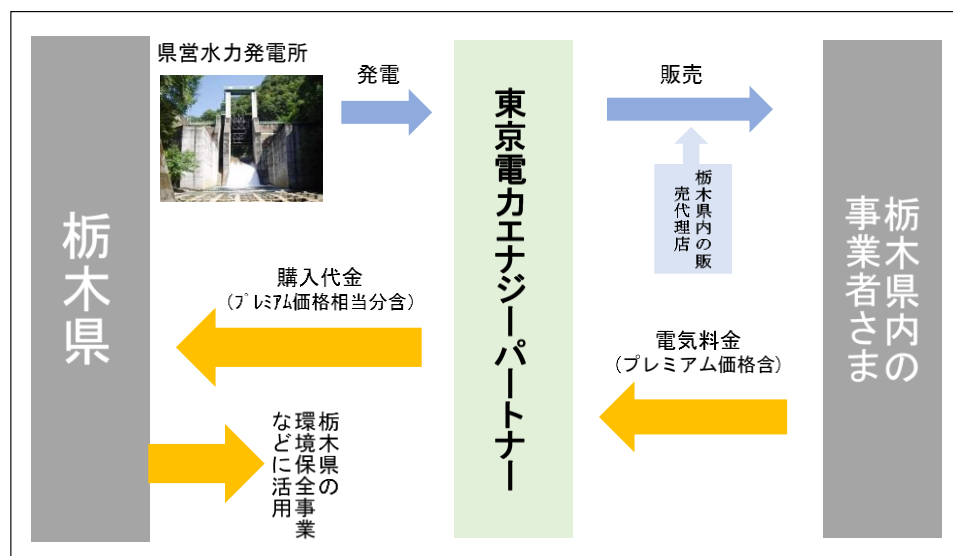 県営水力発電所
発電
販売
栃木県
東京電力エナジーパートナー
栃木県内の販
売代理店
栃木県内の
事業者さま
購入代金
(ﾌﾟﾚﾐｱﾑ価格相当分含)
電気料金
(プレミアム価格含)
栃木県の
環境保全事業
などに活用